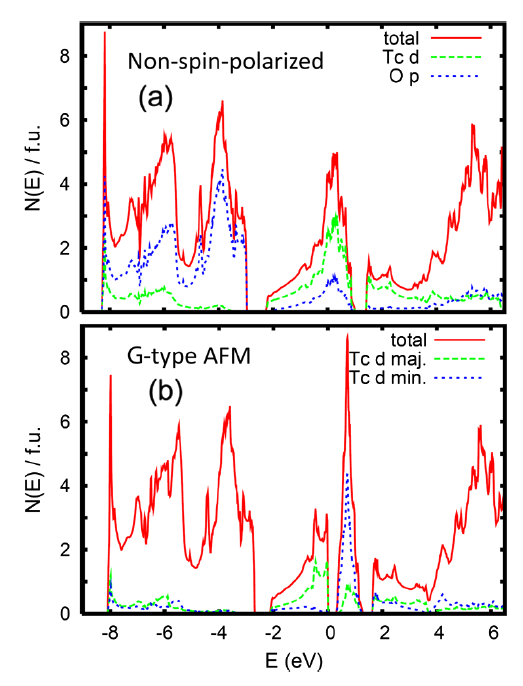 Non-spin-polarized
(a)
total
Tc d
O p
N(E) / f.u.
8
6
4
2
0
G-type AFM
(b)
total
Tc d maj.
Tc d min.
N(E) / f.u.
8
6
4
2
0
-8 -6 -4 -2 0 2 4 6
E (eV)